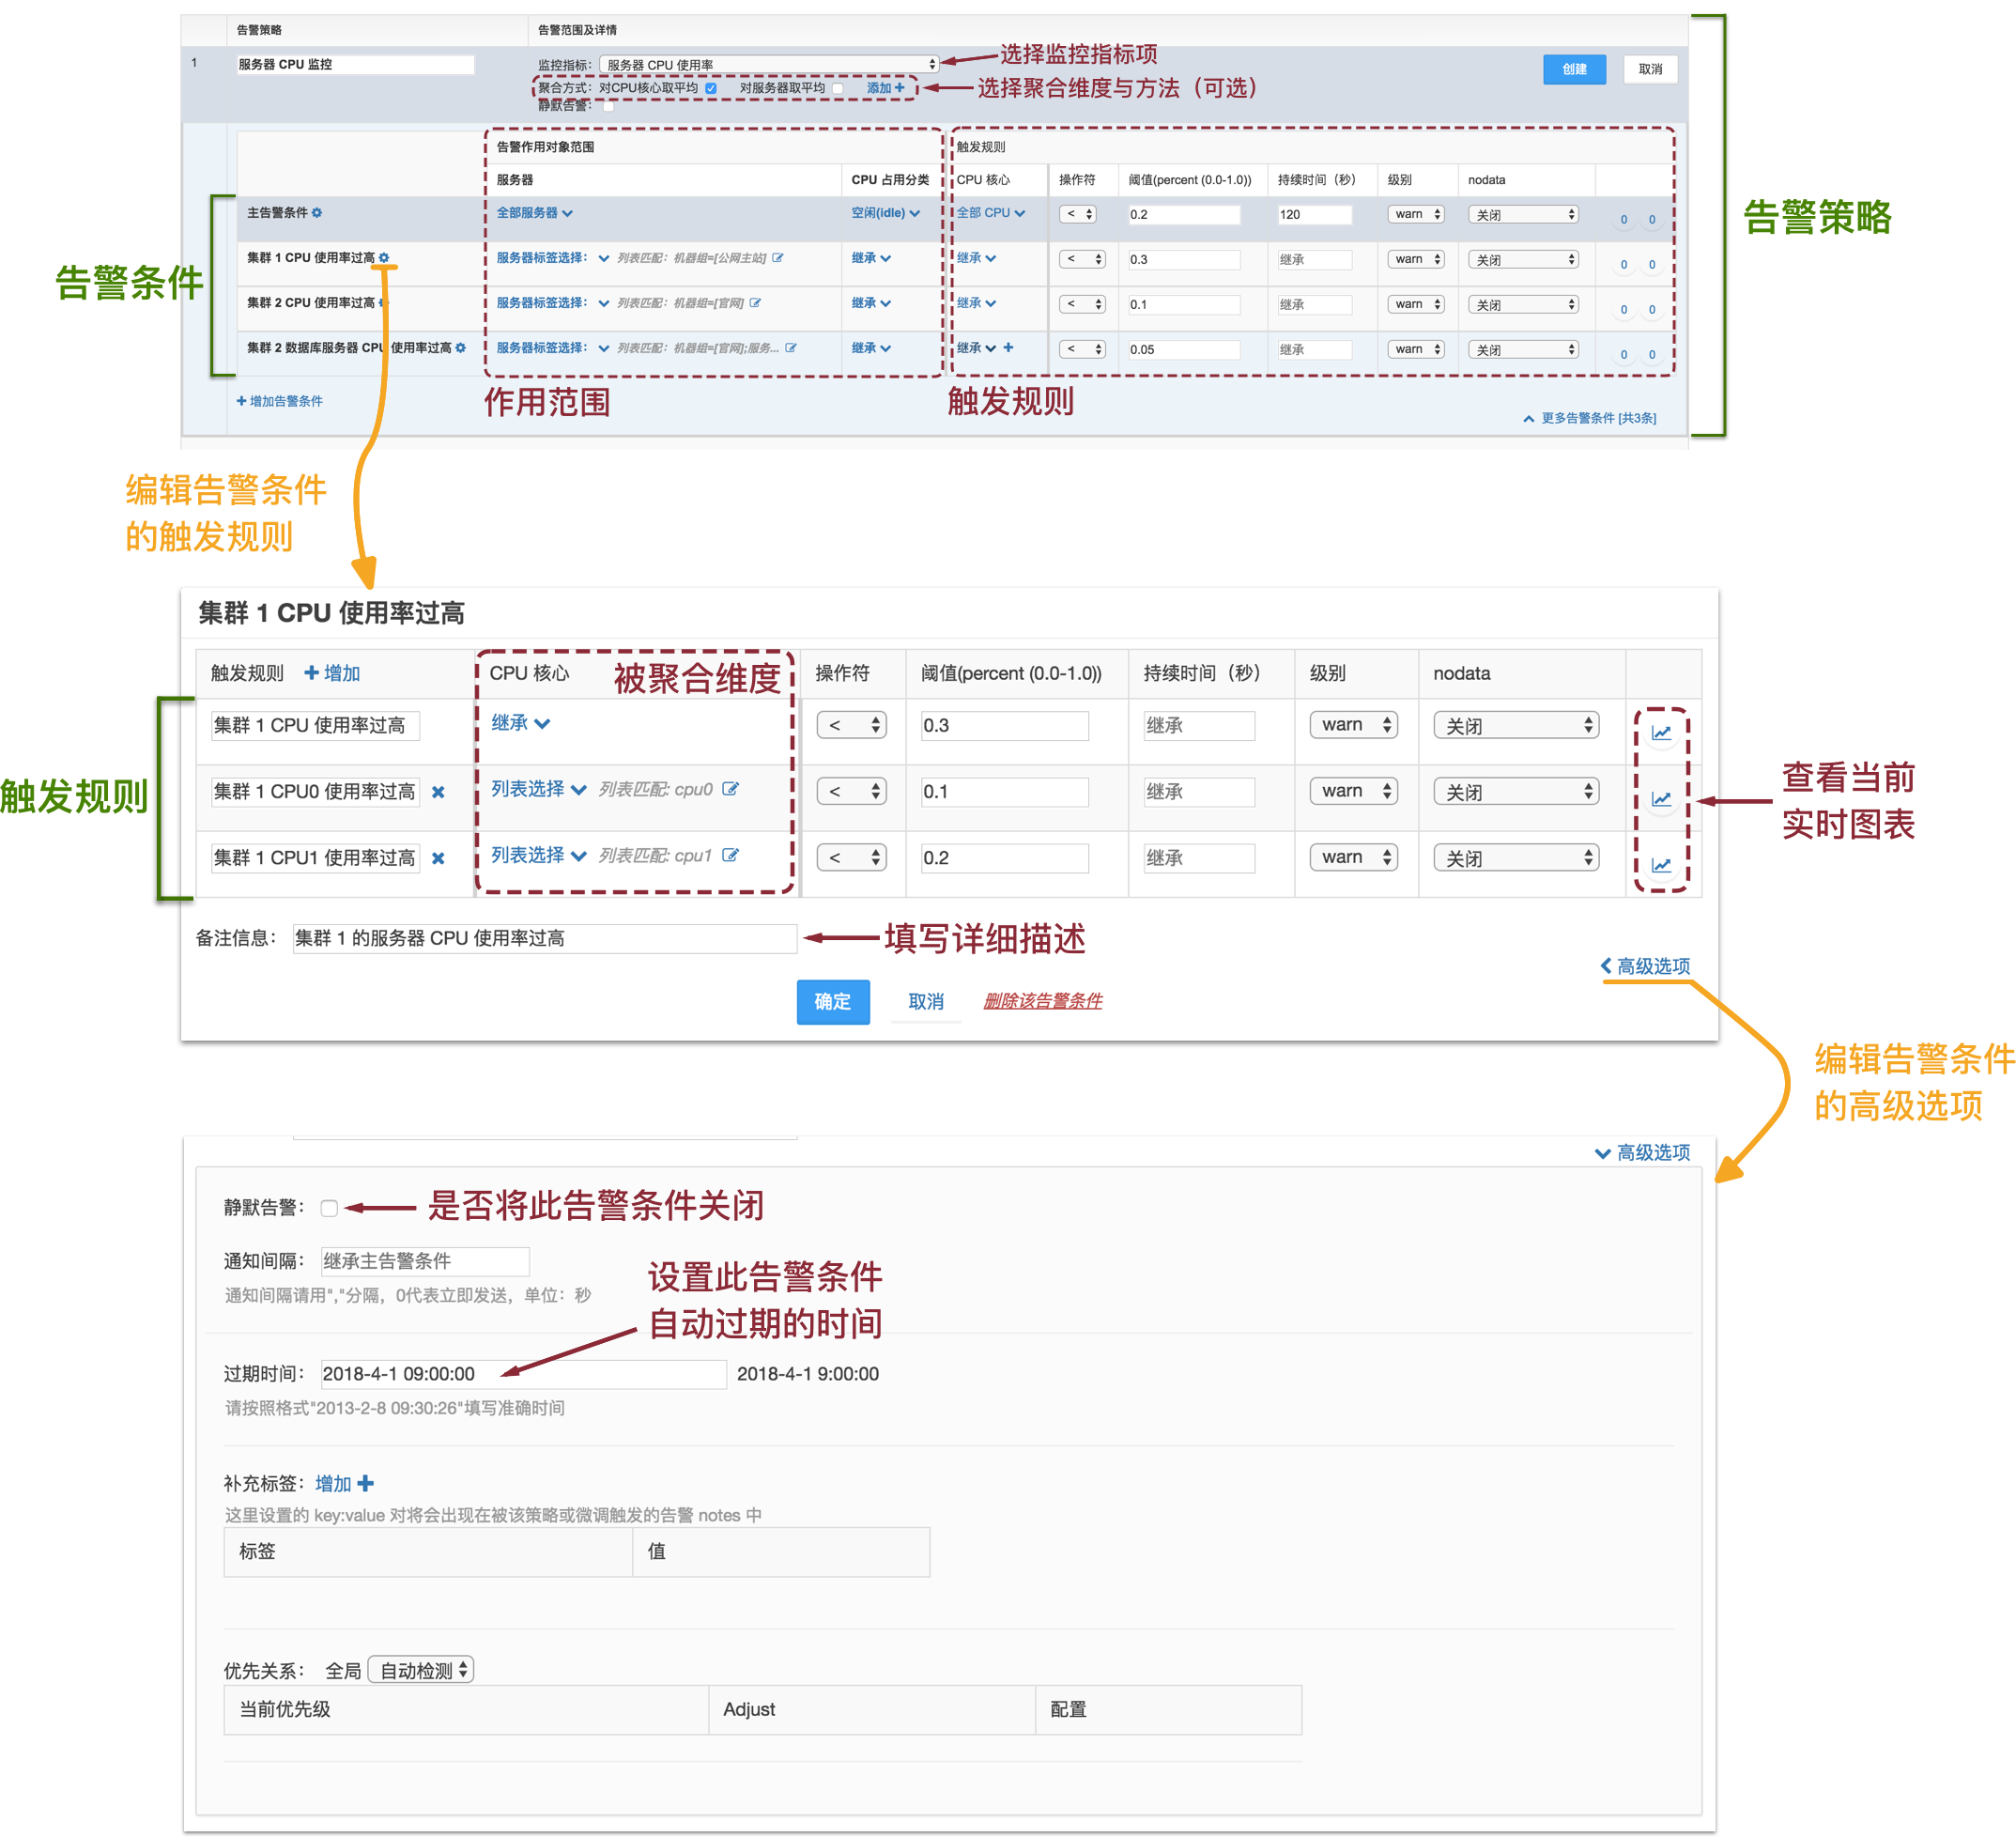 告警策略 告警范围及详情
1 服务器 CPU 监控 监控指标： 服务器 CPU 使用率 选择监控指标项 创建 取消
聚合方式： 对CPU核心取平均 对服务器取平均 添加 选择聚合维度与方法（可选）
静默告警：
告警作用对象范围 触发规则
服务器 CPU 占用分类 CPU 核心 操作符 阈值(percent (0.0-1.0)) 持续时间（秒） 级别 nodata
主告警条件 全部服务器 空闲(idle) 全部 CPU < 0.2 120 warn 关闭 0 0
集群 1 CPU 使用率过高 服务器标签选择： 列表匹配：机器组=[公网主站] 继承 继承 < 0.3 继承 warn 关闭 0 0
集群 2 CPU 使用率过高 服务器标签选择： 列表匹配：机器组=[官网] 继承 继承 < 0.1 继承 warn 关闭 0 0
集群 2 数据库服务器 CPU 使用率过高 服务器标签选择： 列表匹配：机器组=[官网];服务... 继承 继承 < 0.05 继承 warn 关闭 0 0
告警条件
告警策略
作用范围 触发规则
增加告警条件
更多告警条件 [共3条]
编辑告警条件
的触发规则
集群 1 CPU 使用率过高
触发规则 增加 CPU 核心 被聚合维度 操作符 阈值(percent (0.0-1.0)) 持续时间（秒） 级别 nodata
集群 1 CPU 使用率过高 继承 < 0.3 继承 warn 关闭
集群 1 CPU0 使用率过高 列表选择 列表匹配: cpu0 < 0.1 继承 warn 关闭
集群 1 CPU1 使用率过高 列表选择 列表匹配: cpu1 < 0.2 继承 warn 关闭
触发规则
查看当前
实时图表
备注信息： 集群 1 的服务器 CPU 使用率过高 填写详细描述
高级选项
确定 取消 删除该告警条件
编辑告警条件
的高级选项
高级选项
静默告警： 是否将此告警条件关闭
通知间隔： 继承主告警条件
通知间隔请用","分隔，0代表立即发送，单位：秒
设置此告警条件
自动过期的时间
过期时间： 2018-4-1 09:00:00 2018-4-1 9:00:00
请按照格式"2013-2-8 09:30:26"填写准确时间
补充标签： 增加
这里设置的 key:value 对将会出现在被该策略或微调触发的告警 notes 中
标签 值
优先关系： 全局 自动检测
当前优先级 Adjust 配置